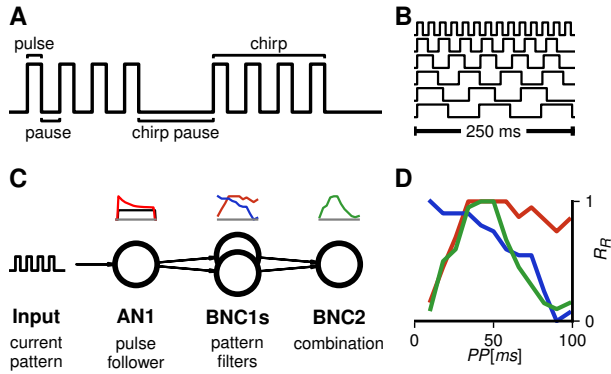 A
pulse
chirp
pause
chirp pause
B
250 ms
C
Input
AN1
BNC1s
BNC2
current
pattern
pulse
follower
pattern
filters
combination
D
1
R_R
0
0
50
100
PP[ms]